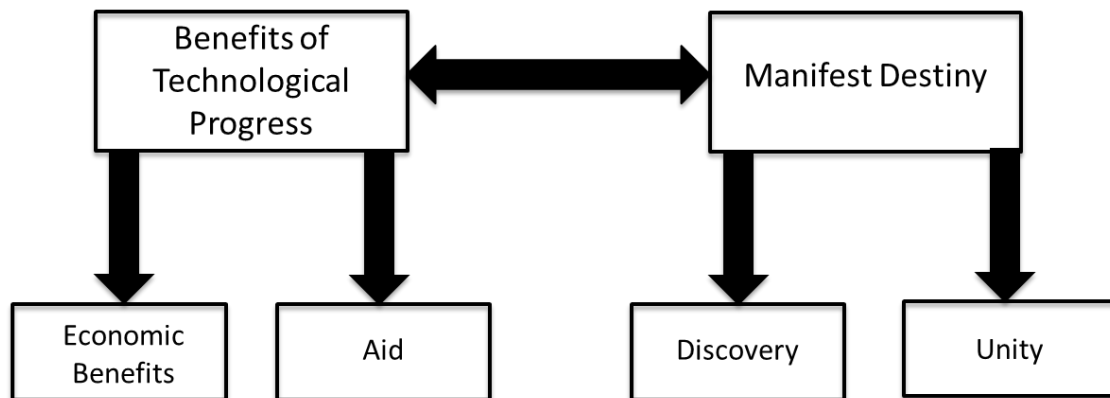 Benefits of
Technological
Progress
Manifest Destiny
Economic
Benefits
Aid
Discovery
Unity